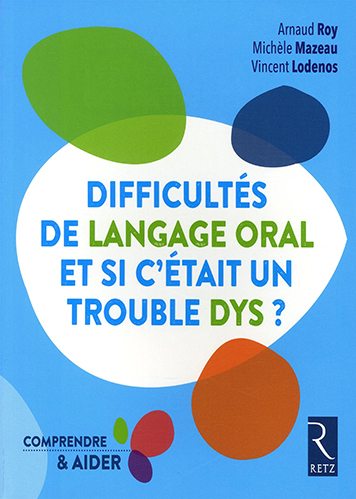 Arnaud Roy
Michèle Mazeau
Vincent Lodenos
DIFFICULTÉS
DE LANGAGE ORAL
ET SI C'ÉTAIT UN
TROUBLE DYS ?
COMPRENDRE
& AIDER
R
RETZ